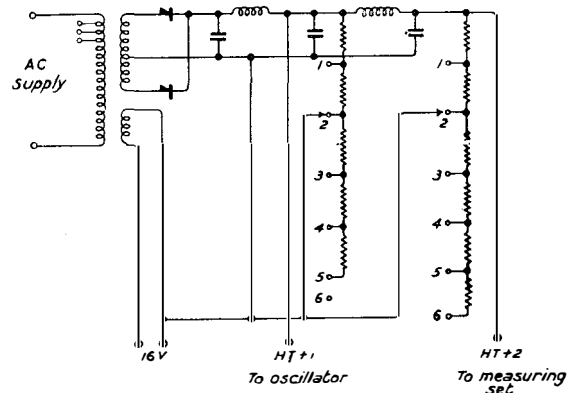 AC
Supply
1
2
3
4
5
6
1
2
3
4
5
6
16V
HT+1
To oscillator
HT+2
To measuring
set